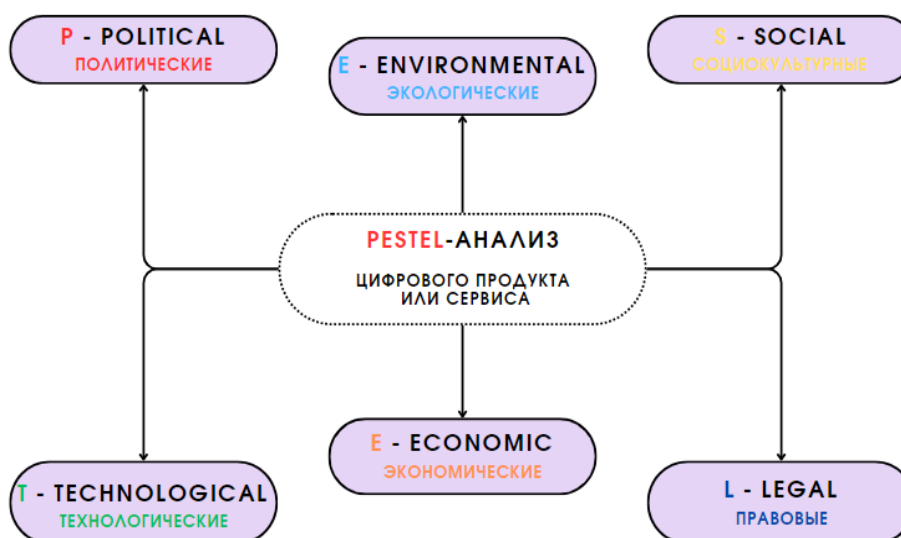 P - POLITICAL
ПОЛИТИЧЕСКИЕ
E - ENVIRONMENTAL
ЭКОЛОГИЧЕСКИЕ
S - SOCIAL
СОЦИОКУЛЬТУРНЫЕ
PESTEL-АНАЛИЗ
ЦИФРОВОГО ПРОДУКТА
ИЛИ СЕРВИСА
T - TECHNOLOGICAL
ТЕХНОЛОГИЧЕСКИЕ
E - ECONOMIC
ЭКОНОМИЧЕСКИЕ
L - LEGAL
ПРАВОВЫЕ